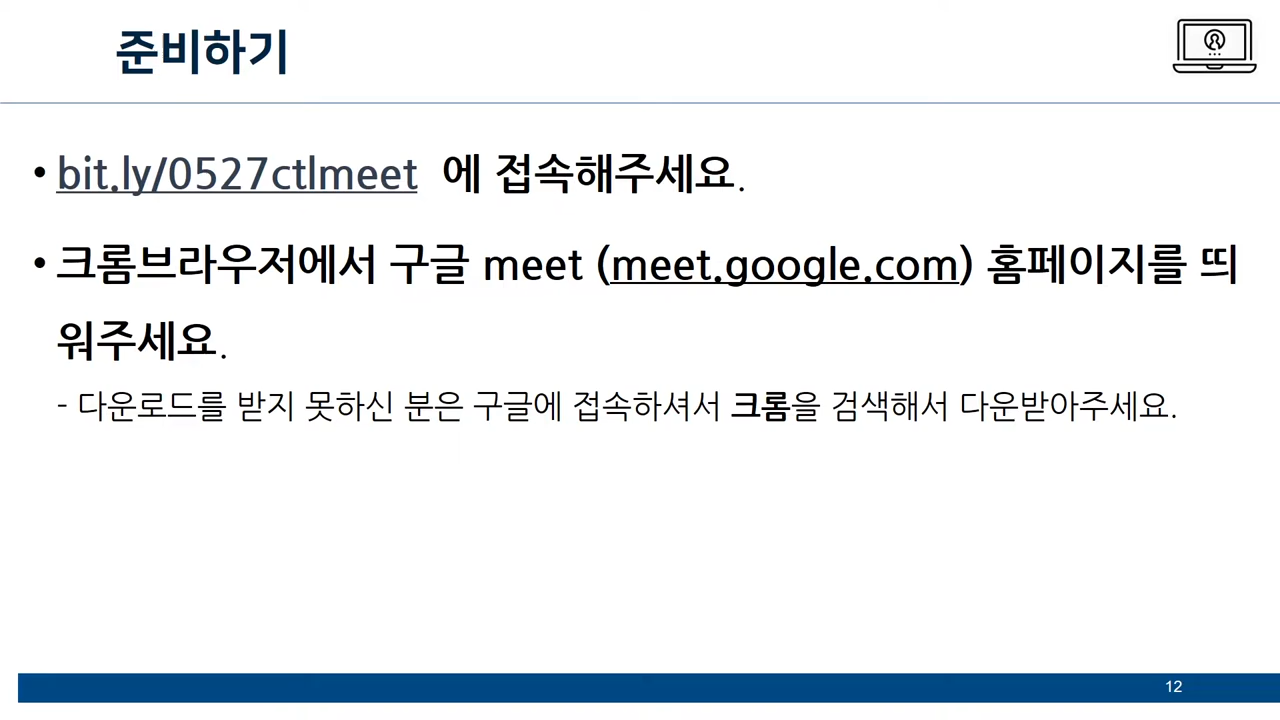 준비하기
• bit.ly/0527ctlmeet 에 접속해주세요.
• 크롬브라우저에서 구글 meet (meet.google.com) 홈페이지를 띄
워주세요.
- 다운로드를 받지 못하신 분은 구글에 접속하셔서 크롬을 검색해서 다운받아주세요.
12